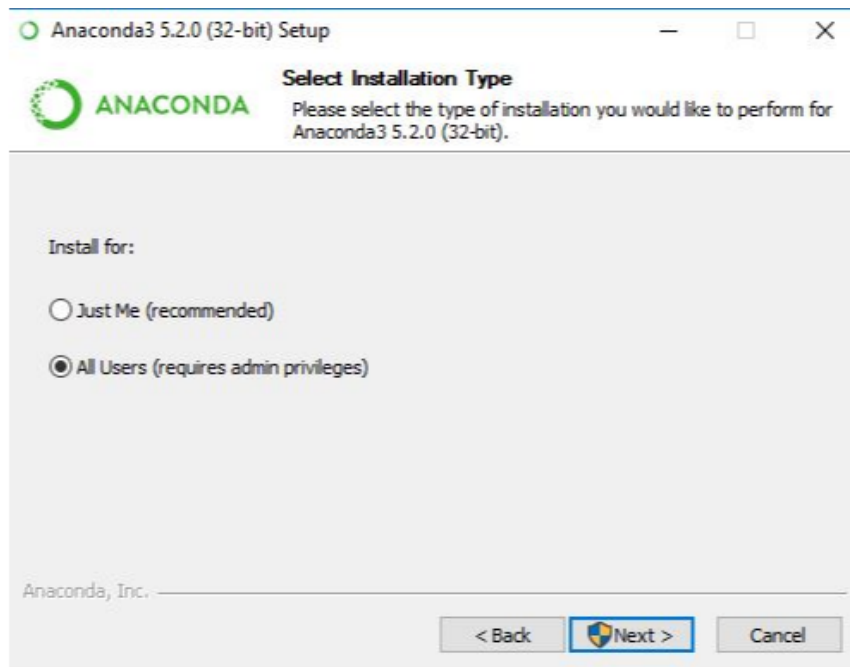 Anaconda3 5.2.0 (32-bit) Setup
ANACONDA
Select Installation Type
Please select the type of installation you would like to perform for
Anaconda3 5.2.0 (32-bit).
Install for:
Just Me (recommended)
All Users (requires admin privileges)
Anaconda, Inc.
< Back
Next >
Cancel